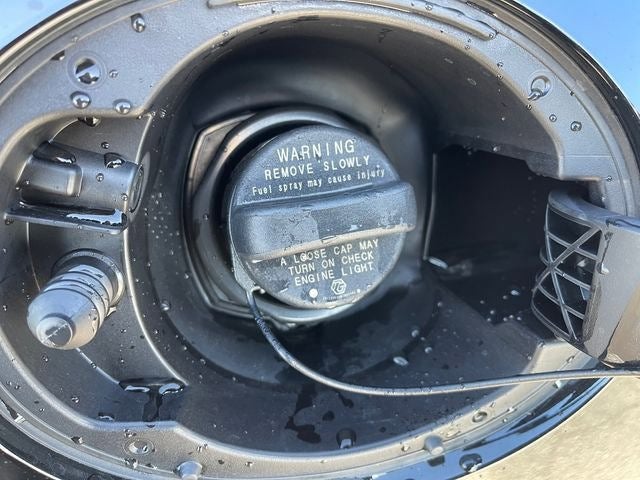 WARNING
REMOVE SLOWLY
Fuel spray may cause injury
A LOOSE CAP MAY
TURN ON CHECK
ENGINE LIGHT